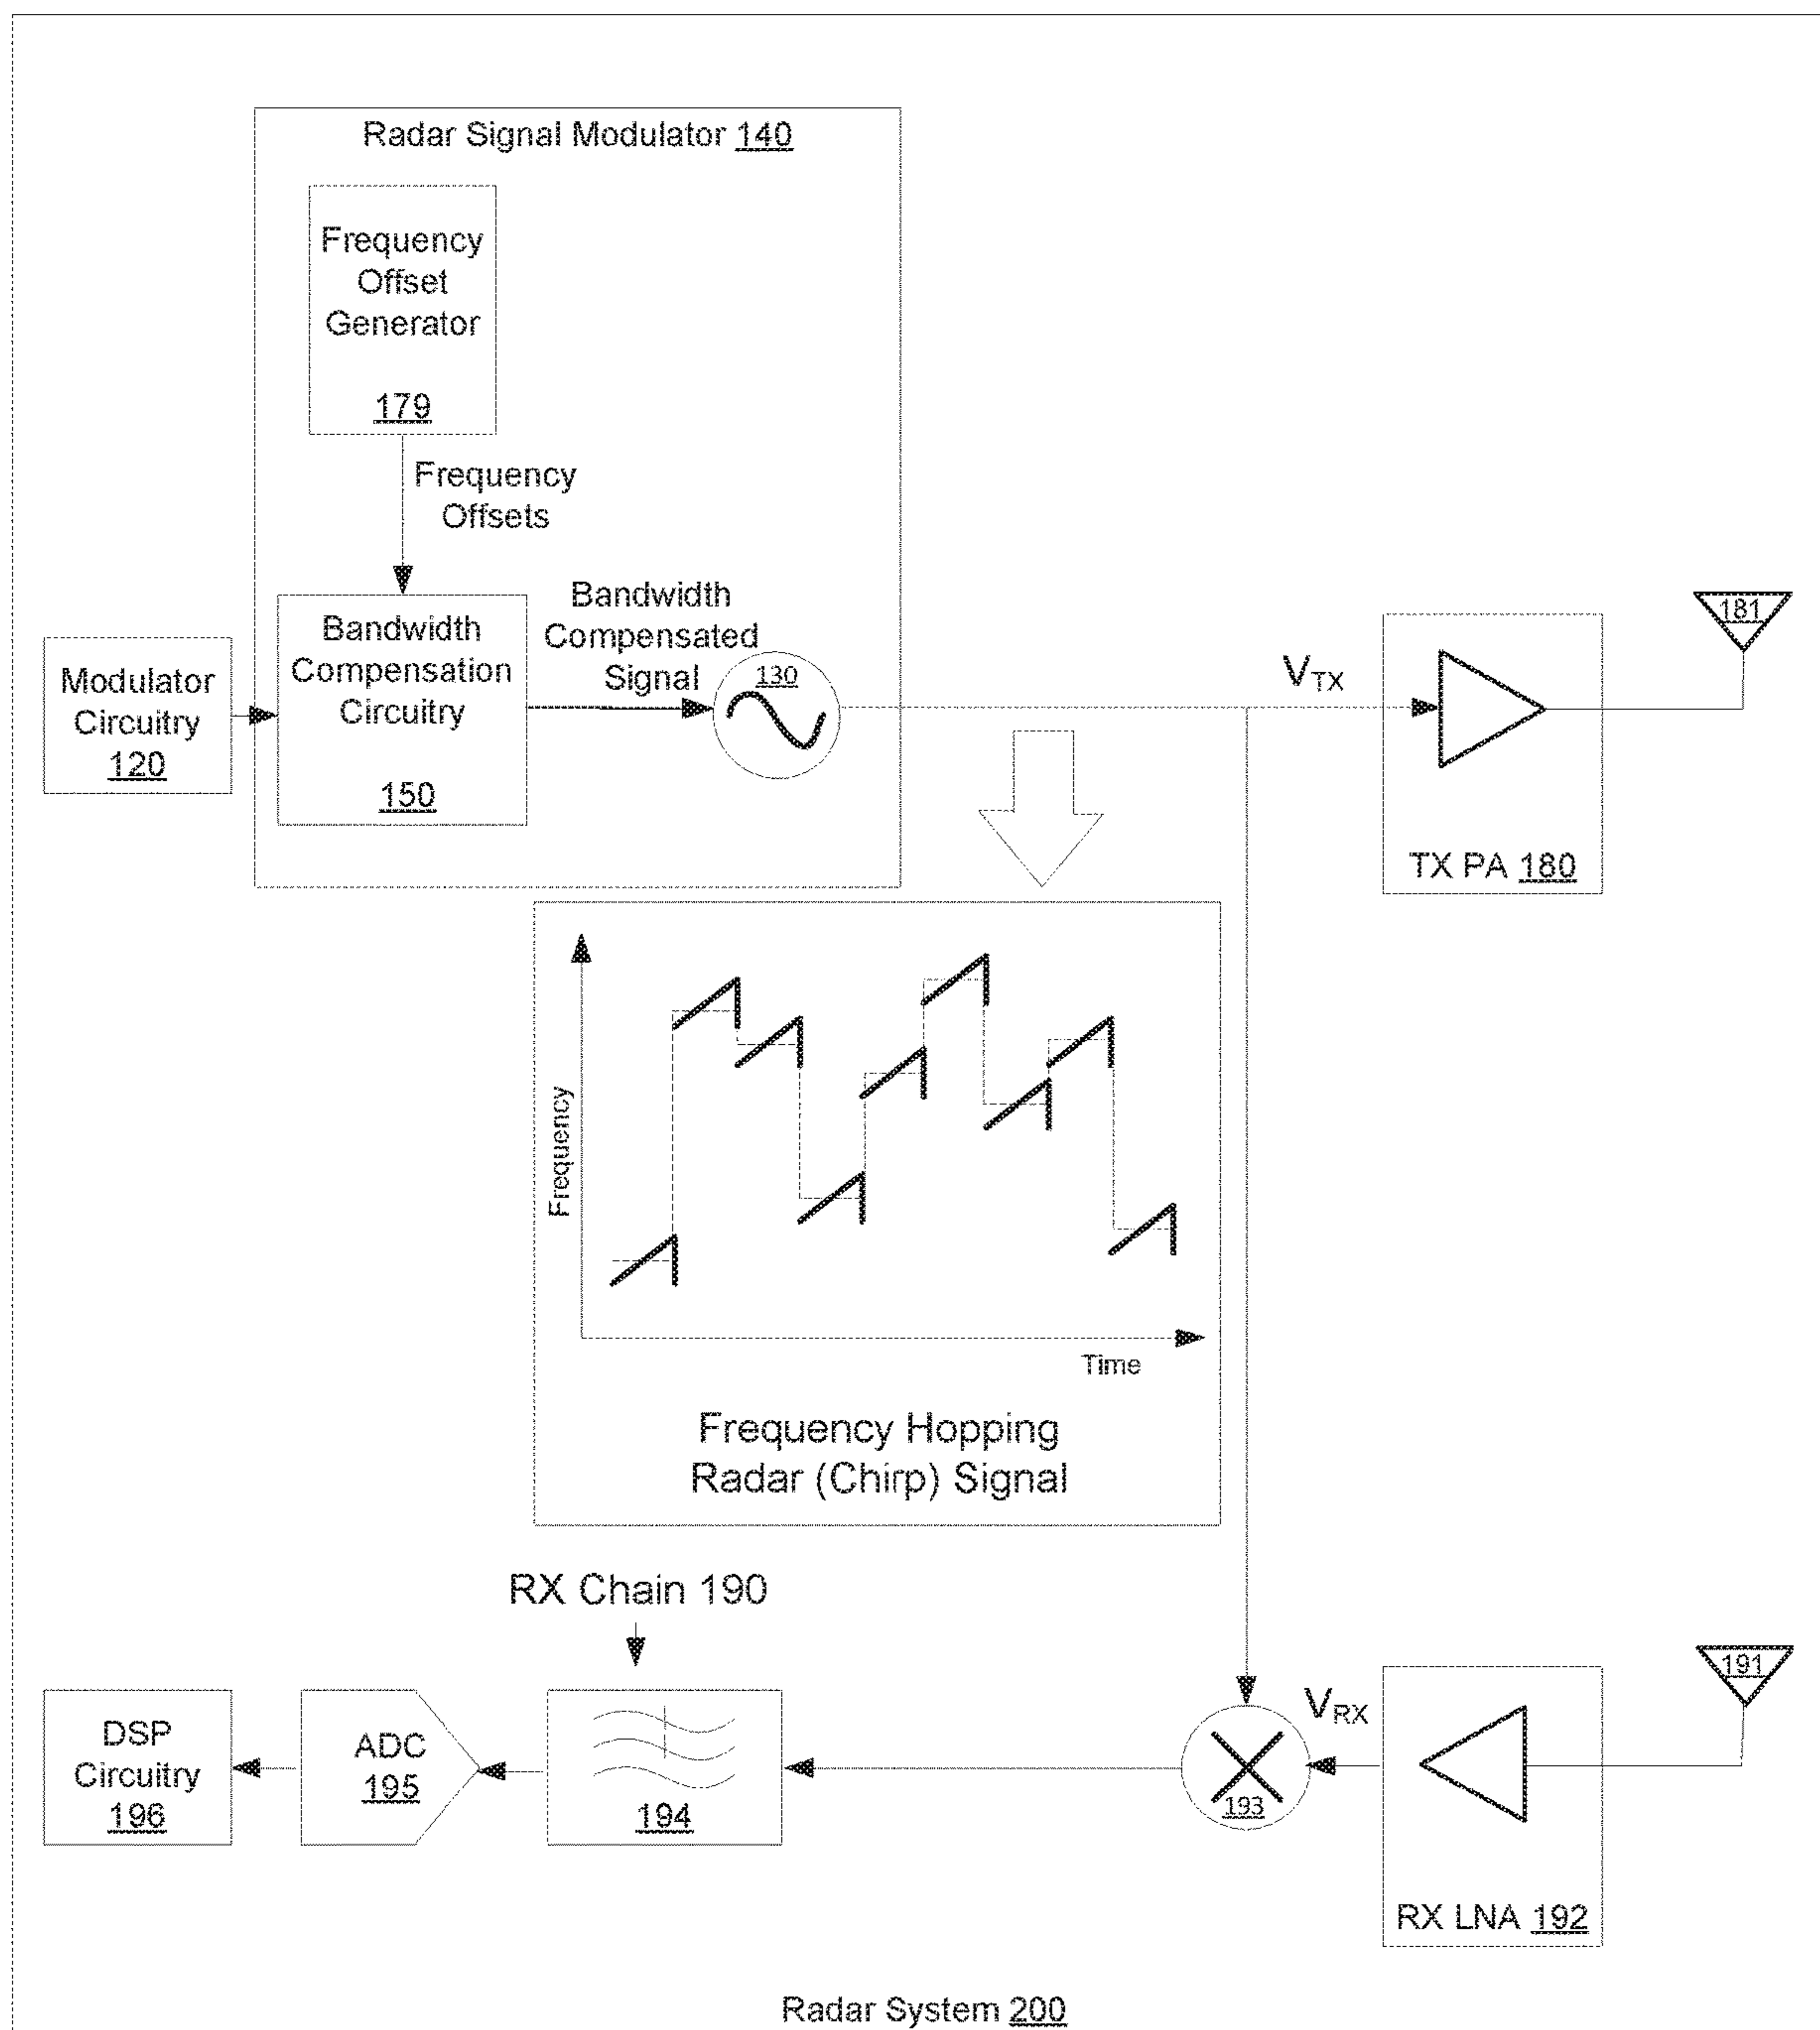 Radar Signal Modulator 140
Frequency
Offset
Generator
179
Frequency
Offsets
Modulator
Circuitry
120
Bandwidth
Compensation
Circuitry
150
Bandwidth
Compensated
Signal
130
V_TX
181
TX PA 180
Frequency
Time
Frequency Hopping
Radar (Chirp) Signal
RX Chain 190
DSP
Circuitry
196
ADC
195
194
193
V_RX
191
RX LNA 192
Radar System 200